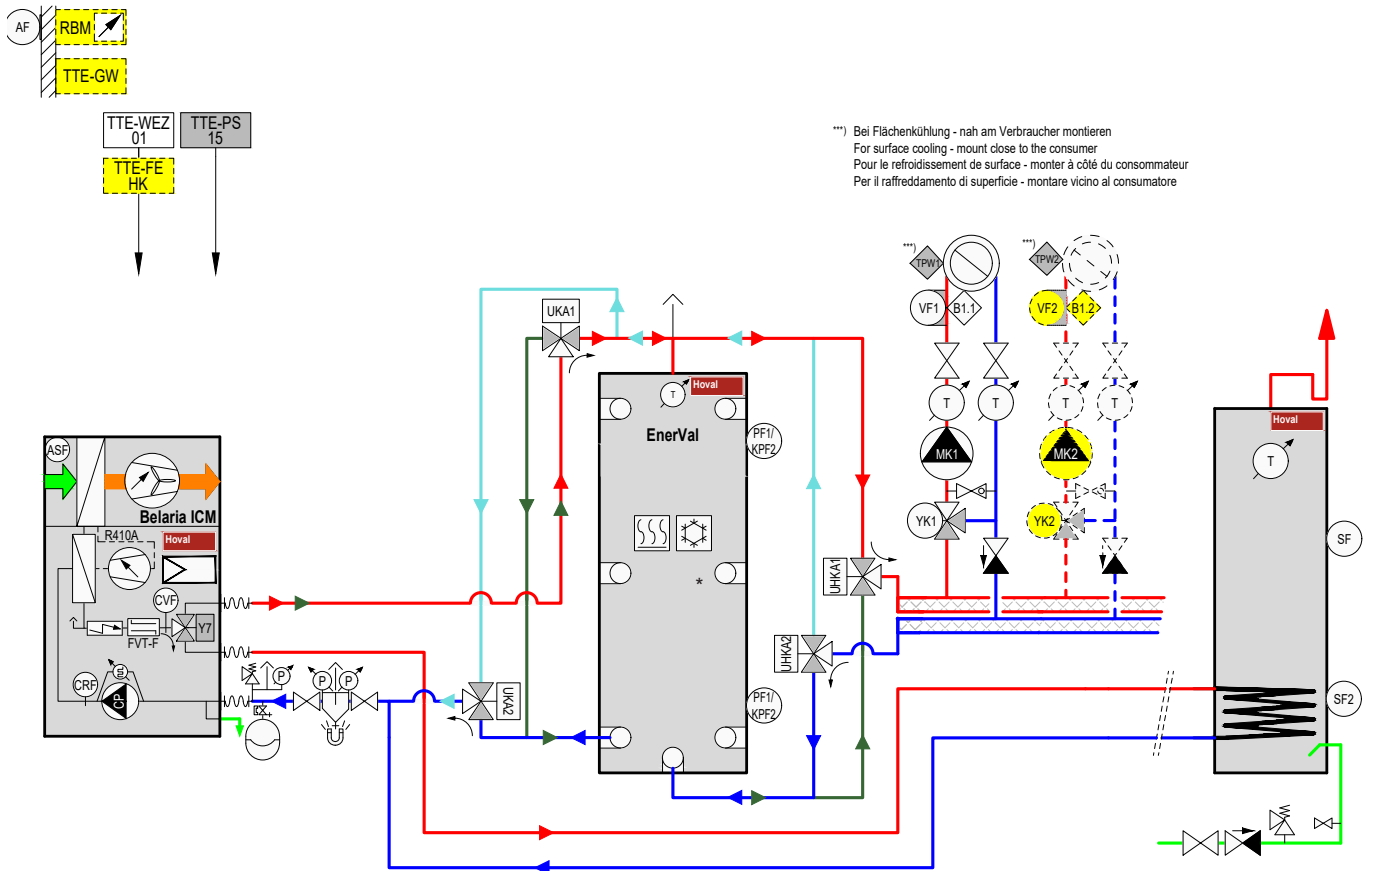 AF
RBM
TTE-GW
TTE-WEZ
01
TTE-PS
15
TTE-FE
HK
***) Bei Flächenkühlung - nah am Verbraucher montieren
For surface cooling - mount close to the consumer
Pour le refroidissement de surface - monter à côté du consommateur
Per il raffreddamento di superficie - montare vicino al consumatore
***)
TPW1
***)
TPW2
VF1
B1.1
VF2
B1.2
UKA1
T
T
T
T
T
Hoval
EnerVal
PF1/
KPF2
MK1
MK2
YK1
YK2
Hoval
T
ASF
Belaria ICM
R410A
Hoval
CVF
Y7
FVT-F
CRF
CP
P
P
P
UKA2
*
UHKA1
UHKA2
PF1/
KPF2
SF
SF2